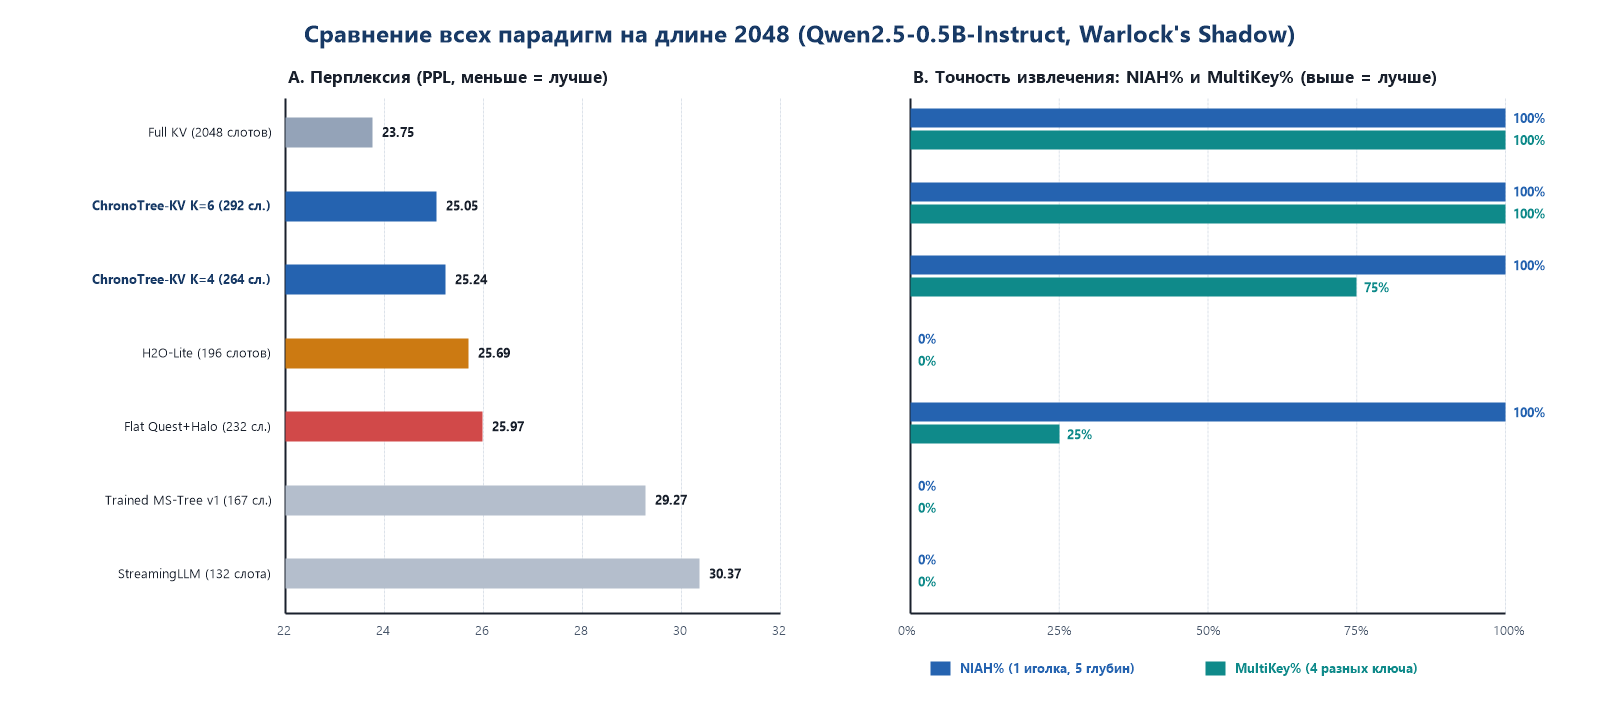 Сравнение всех парадигм на длине 2048 (Qwen2.5-0.5B-Instruct, Warlock's Shadow)
A. Перплексия (PPL, меньше = лучше)
Full KV (2048 слотов)
23.75
ChronoTree-KV K=6 (292 сл.)
25.05
ChronoTree-KV K=4 (264 сл.)
25.24
H2O-Lite (196 слотов)
25.69
Flat Quest+Halo (232 сл.)
25.97
Trained MS-Tree v1 (167 сл.)
29.27
StreamingLLM (132 слота)
30.37
22 24 26 28 30 32
B. Точность извлечения: NIAH% и MultiKey% (выше = лучше)
100%
100%
100%
100%
100%
75%
0%
0%
100%
25%
0%
0%
0%
0%
0% 25% 50% 75% 100%
NIAH% (1 иголка, 5 глубин)
MultiKey% (4 разных ключа)